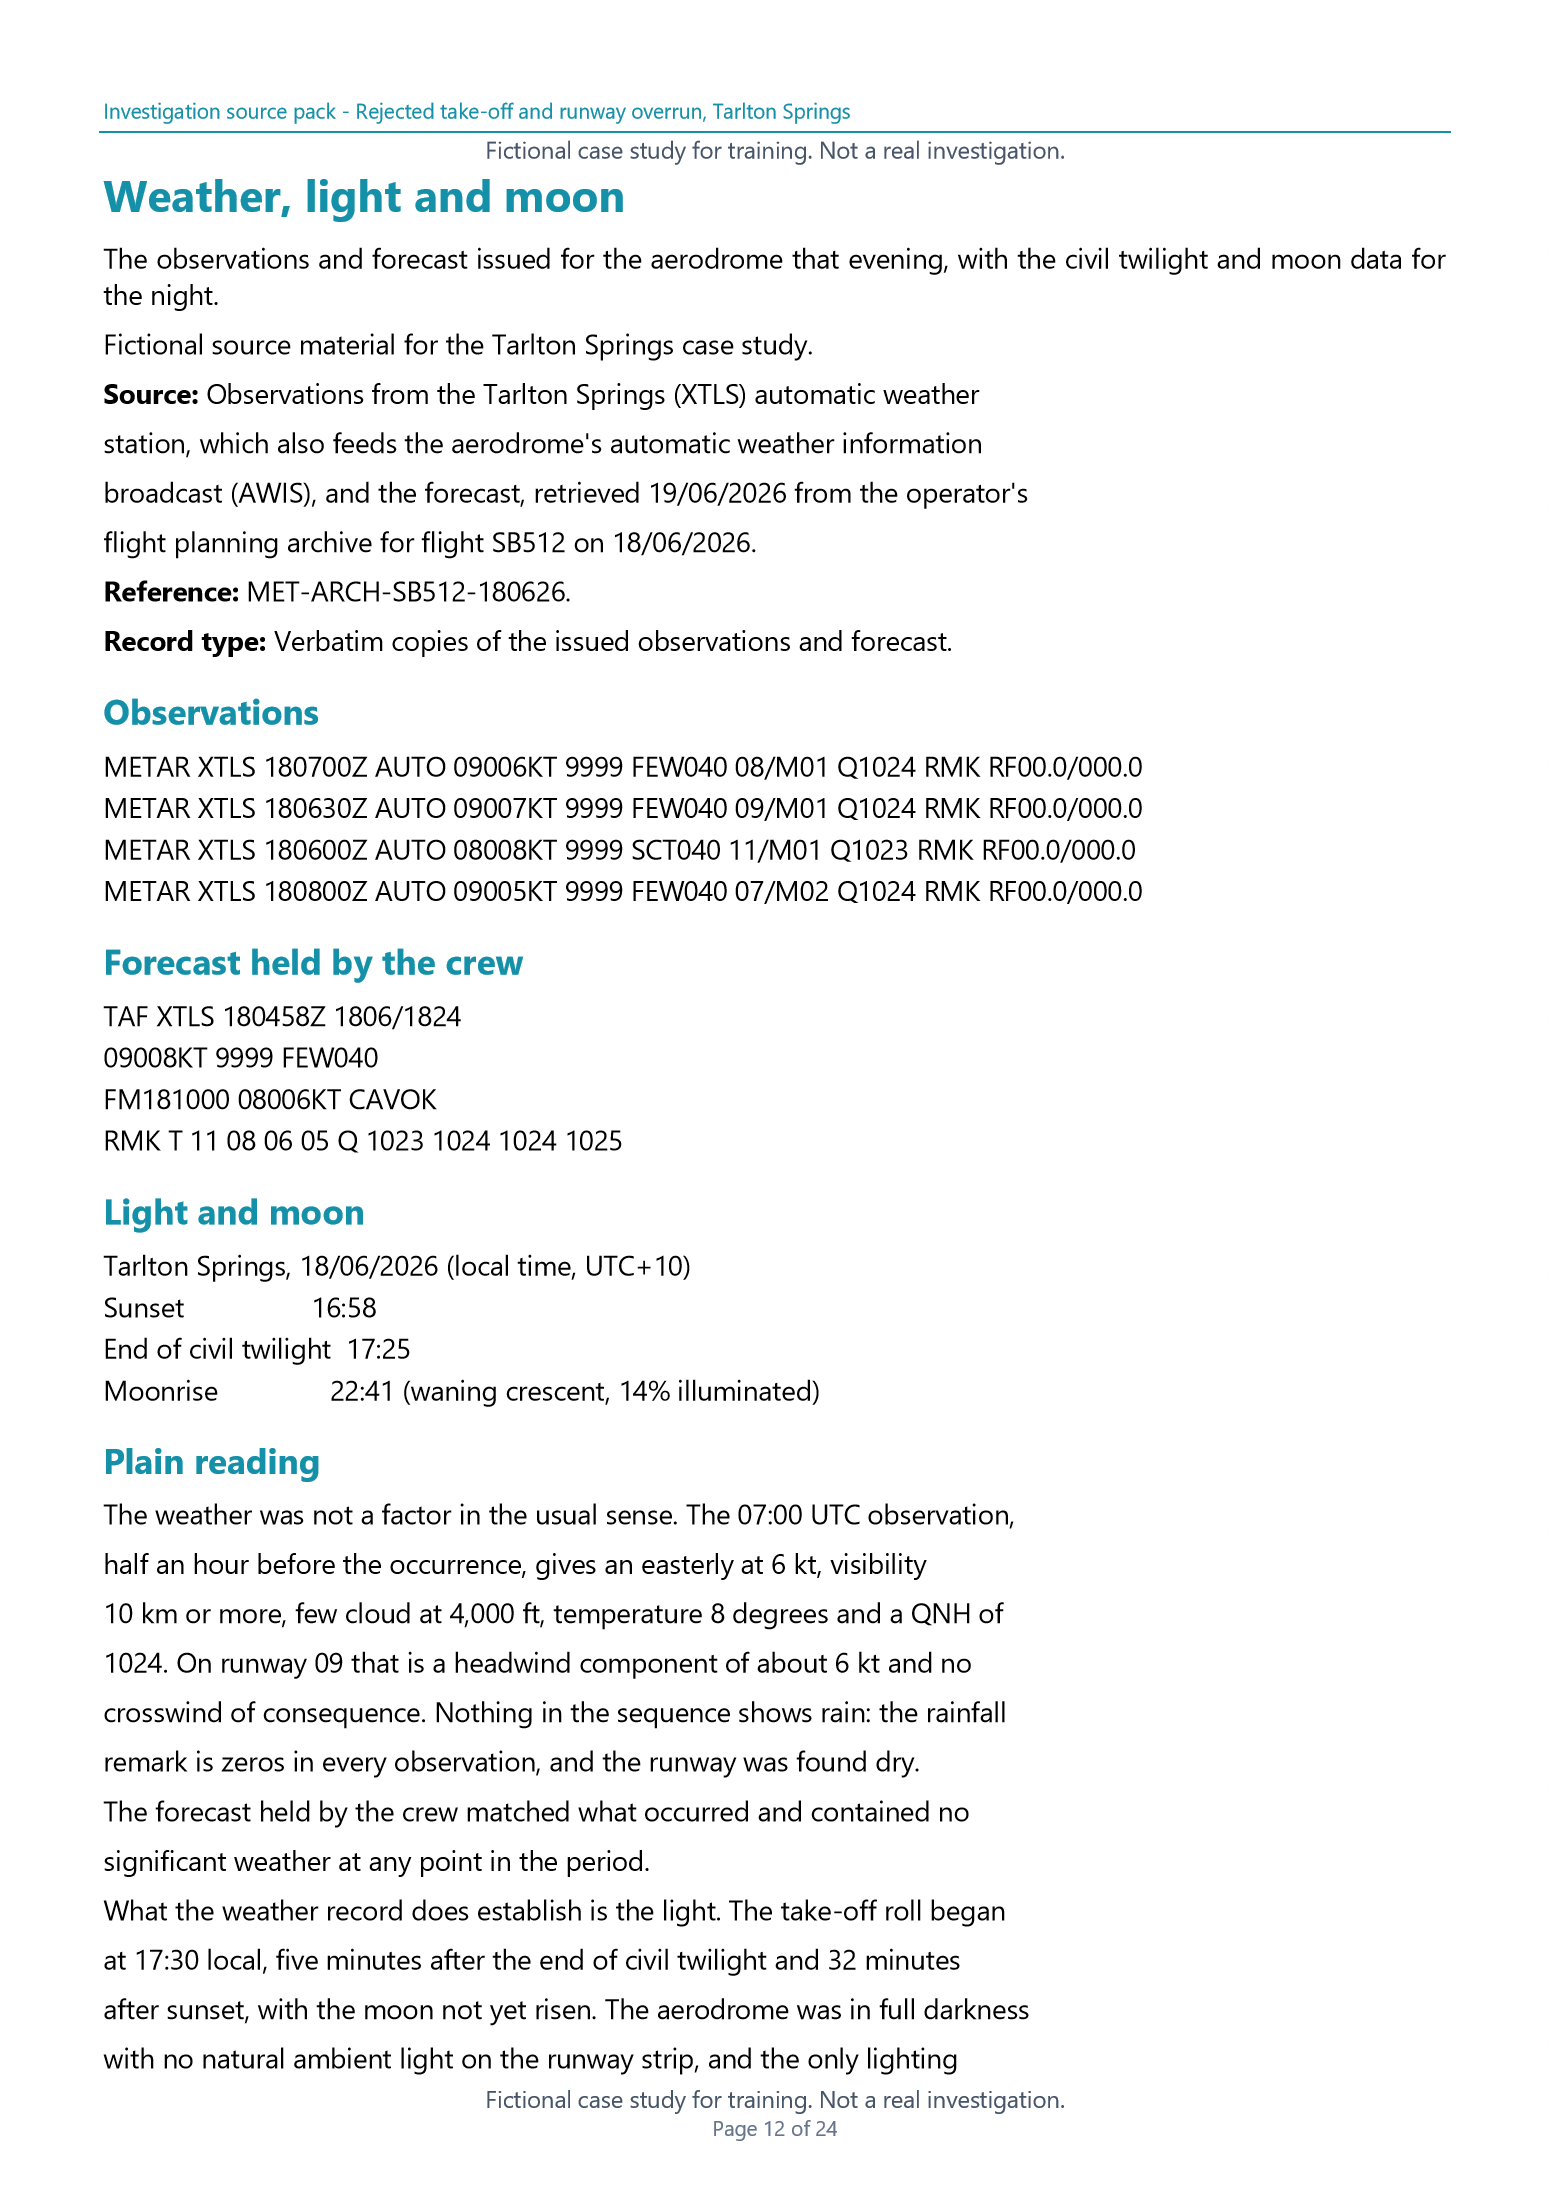 Investigation source pack - Rejected take-off and runway overrun, Tarlton Springs
Fictional case study for training. Not a real investigation.
Weather, light and moon
The observations and forecast issued for the aerodrome that evening, with the civil twilight and moon data for
the night.
Fictional source material for the Tarlton Springs case study.
Source: Observations from the Tarlton Springs (XTLS) automatic weather
station, which also feeds the aerodrome's automatic weather information
broadcast (AWIS), and the forecast, retrieved 19/06/2026 from the operator's
flight planning archive for flight SB512 on 18/06/2026.
Reference: MET-ARCH-SB512-180626.
Record type: Verbatim copies of the issued observations and forecast.
Observations
METAR XTLS 180700Z AUTO 09006KT 9999 FEW040 08/M01 Q1024 RMK RF00.0/000.0
METAR XTLS 180630Z AUTO 09007KT 9999 FEW040 09/M01 Q1024 RMK RF00.0/000.0
METAR XTLS 180600Z AUTO 08008KT 9999 SCT040 11/M01 Q1023 RMK RF00.0/000.0
METAR XTLS 180800Z AUTO 09005KT 9999 FEW040 07/M02 Q1024 RMK RF00.0/000.0
Forecast held by the crew
TAF XTLS 180458Z 1806/1824
09008KT 9999 FEW040
FM181000 08006KT CAVOK
RMK T 11 08 06 05 Q 1023 1024 1024 1025
Light and moon
Tarlton Springs, 18/06/2026 (local time, UTC+10)
Sunset 16:58
End of civil twilight 17:25
Moonrise 22:41 (waning crescent, 14% illuminated)
Plain reading
The weather was not a factor in the usual sense. The 07:00 UTC observation,
half an hour before the occurrence, gives an easterly at 6 kt, visibility
10 km or more, few cloud at 4,000 ft, temperature 8 degrees and a QNH of
1024. On runway 09 that is a headwind component of about 6 kt and no
crosswind of consequence. Nothing in the sequence shows rain: the rainfall
remark is zeros in every observation, and the runway was found dry.
The forecast held by the crew matched what occurred and contained no
significant weather at any point in the period.
What the weather record does establish is the light. The take-off roll began
at 17:30 local, five minutes after the end of civil twilight and 32 minutes
after sunset, with the moon not yet risen. The aerodrome was in full darkness
with no natural ambient light on the runway strip, and the only lighting
Fictional case study for training. Not a real investigation.
Page 12 of 24